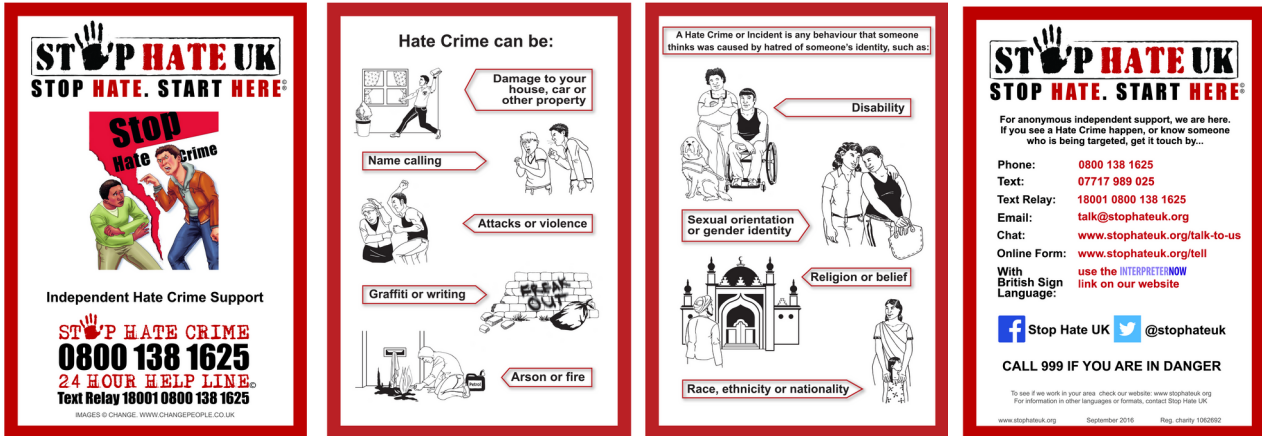 STOP HATE UK
STOP HATE. START HERE©®
Stop
Hate Crime
Independent Hate Crime Support
STOP HATE CRIME
0800 138 1625
24 HOUR HELP LINE©
Text Relay 18001 0800 138 1625
IMAGES © CHANGE. WWW.CHANGEPEOPLE.CO.UK
Hate Crime can be:
Damage to your
house, car or
other property
Name calling
Attacks or violence
Graffiti or writing
FREAK
OUT
Arson or fire
Petrol
A Hate Crime or Incident is any behaviour that someone
thinks was caused by hatred of someone's identity, such as:
Disability
Sexual orientation
or gender identity
Religion or belief
Race, ethnicity or nationality
STOP HATE UK
STOP HATE. START HERE©®
For anonymous independent support, we are here.
If you see a Hate Crime happen, or know someone
who is being targeted, get it touch by...
Phone: 0800 138 1625
Text: 07717 989 025
Text Relay: 18001 0800 138 1625
Email: talk@stophateuk.org
Chat: www.stophateuk.org/talk-to-us
Online Form: www.stophateuk.org/tell
With use the INTERPRETERNOW
British Sign link on our website
Language:
f Stop Hate UK @stophateuk
CALL 999 IF YOU ARE IN DANGER
To see if we work in your area check our website: www.stophateuk.org
For information in other languages or formats, contact Stop Hate UK
www.stophateuk.org September 2016 Reg. charity 1062692